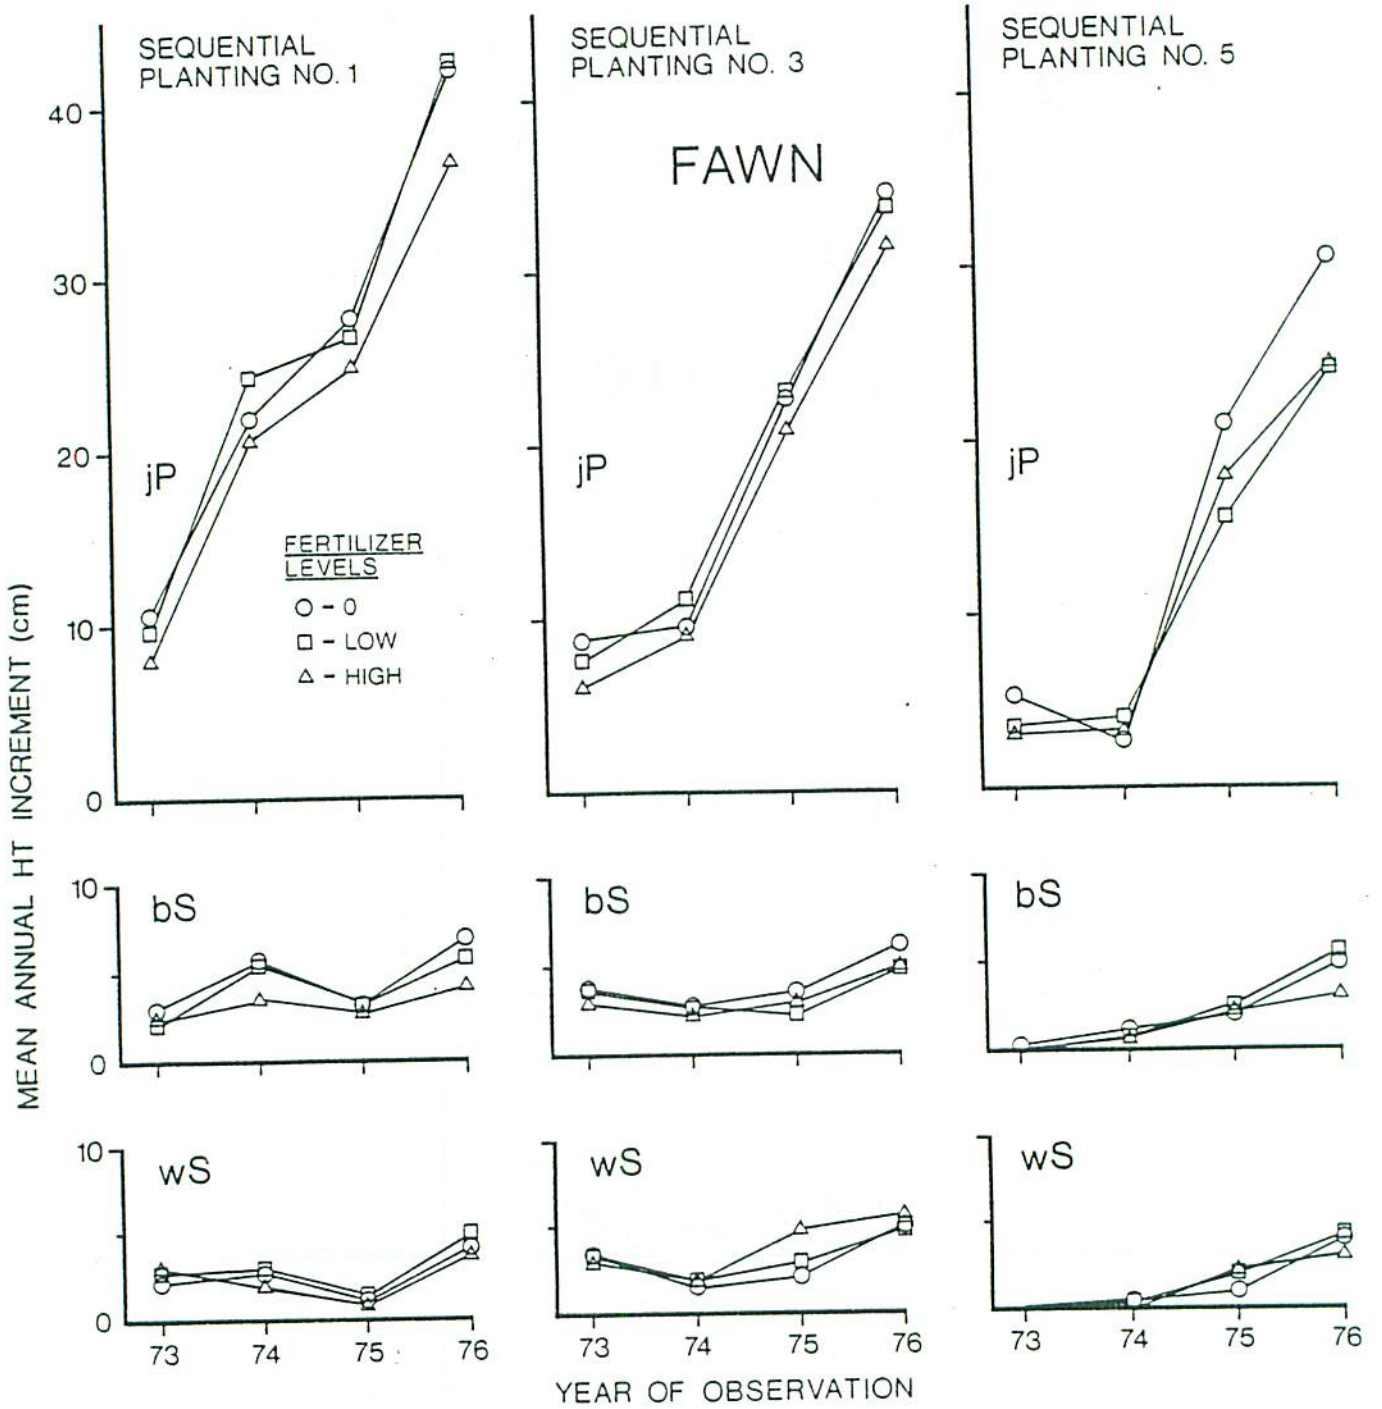 SEQUENTIAL
PLANTING NO. 1
SEQUENTIAL
PLANTING NO. 3
SEQUENTIAL
PLANTING NO. 5
FAWN
40
30
20
10
0
jP
jP
jP
FERTILIZER
LEVELS
○ - 0
□ - LOW
△ - HIGH
MEAN ANNUAL HT INCREMENT (cm)
10
0
bS
bS
bS
10
0
wS
wS
wS
73 74 75 76
73 74 75 76
73 74 75 76
YEAR OF OBSERVATION